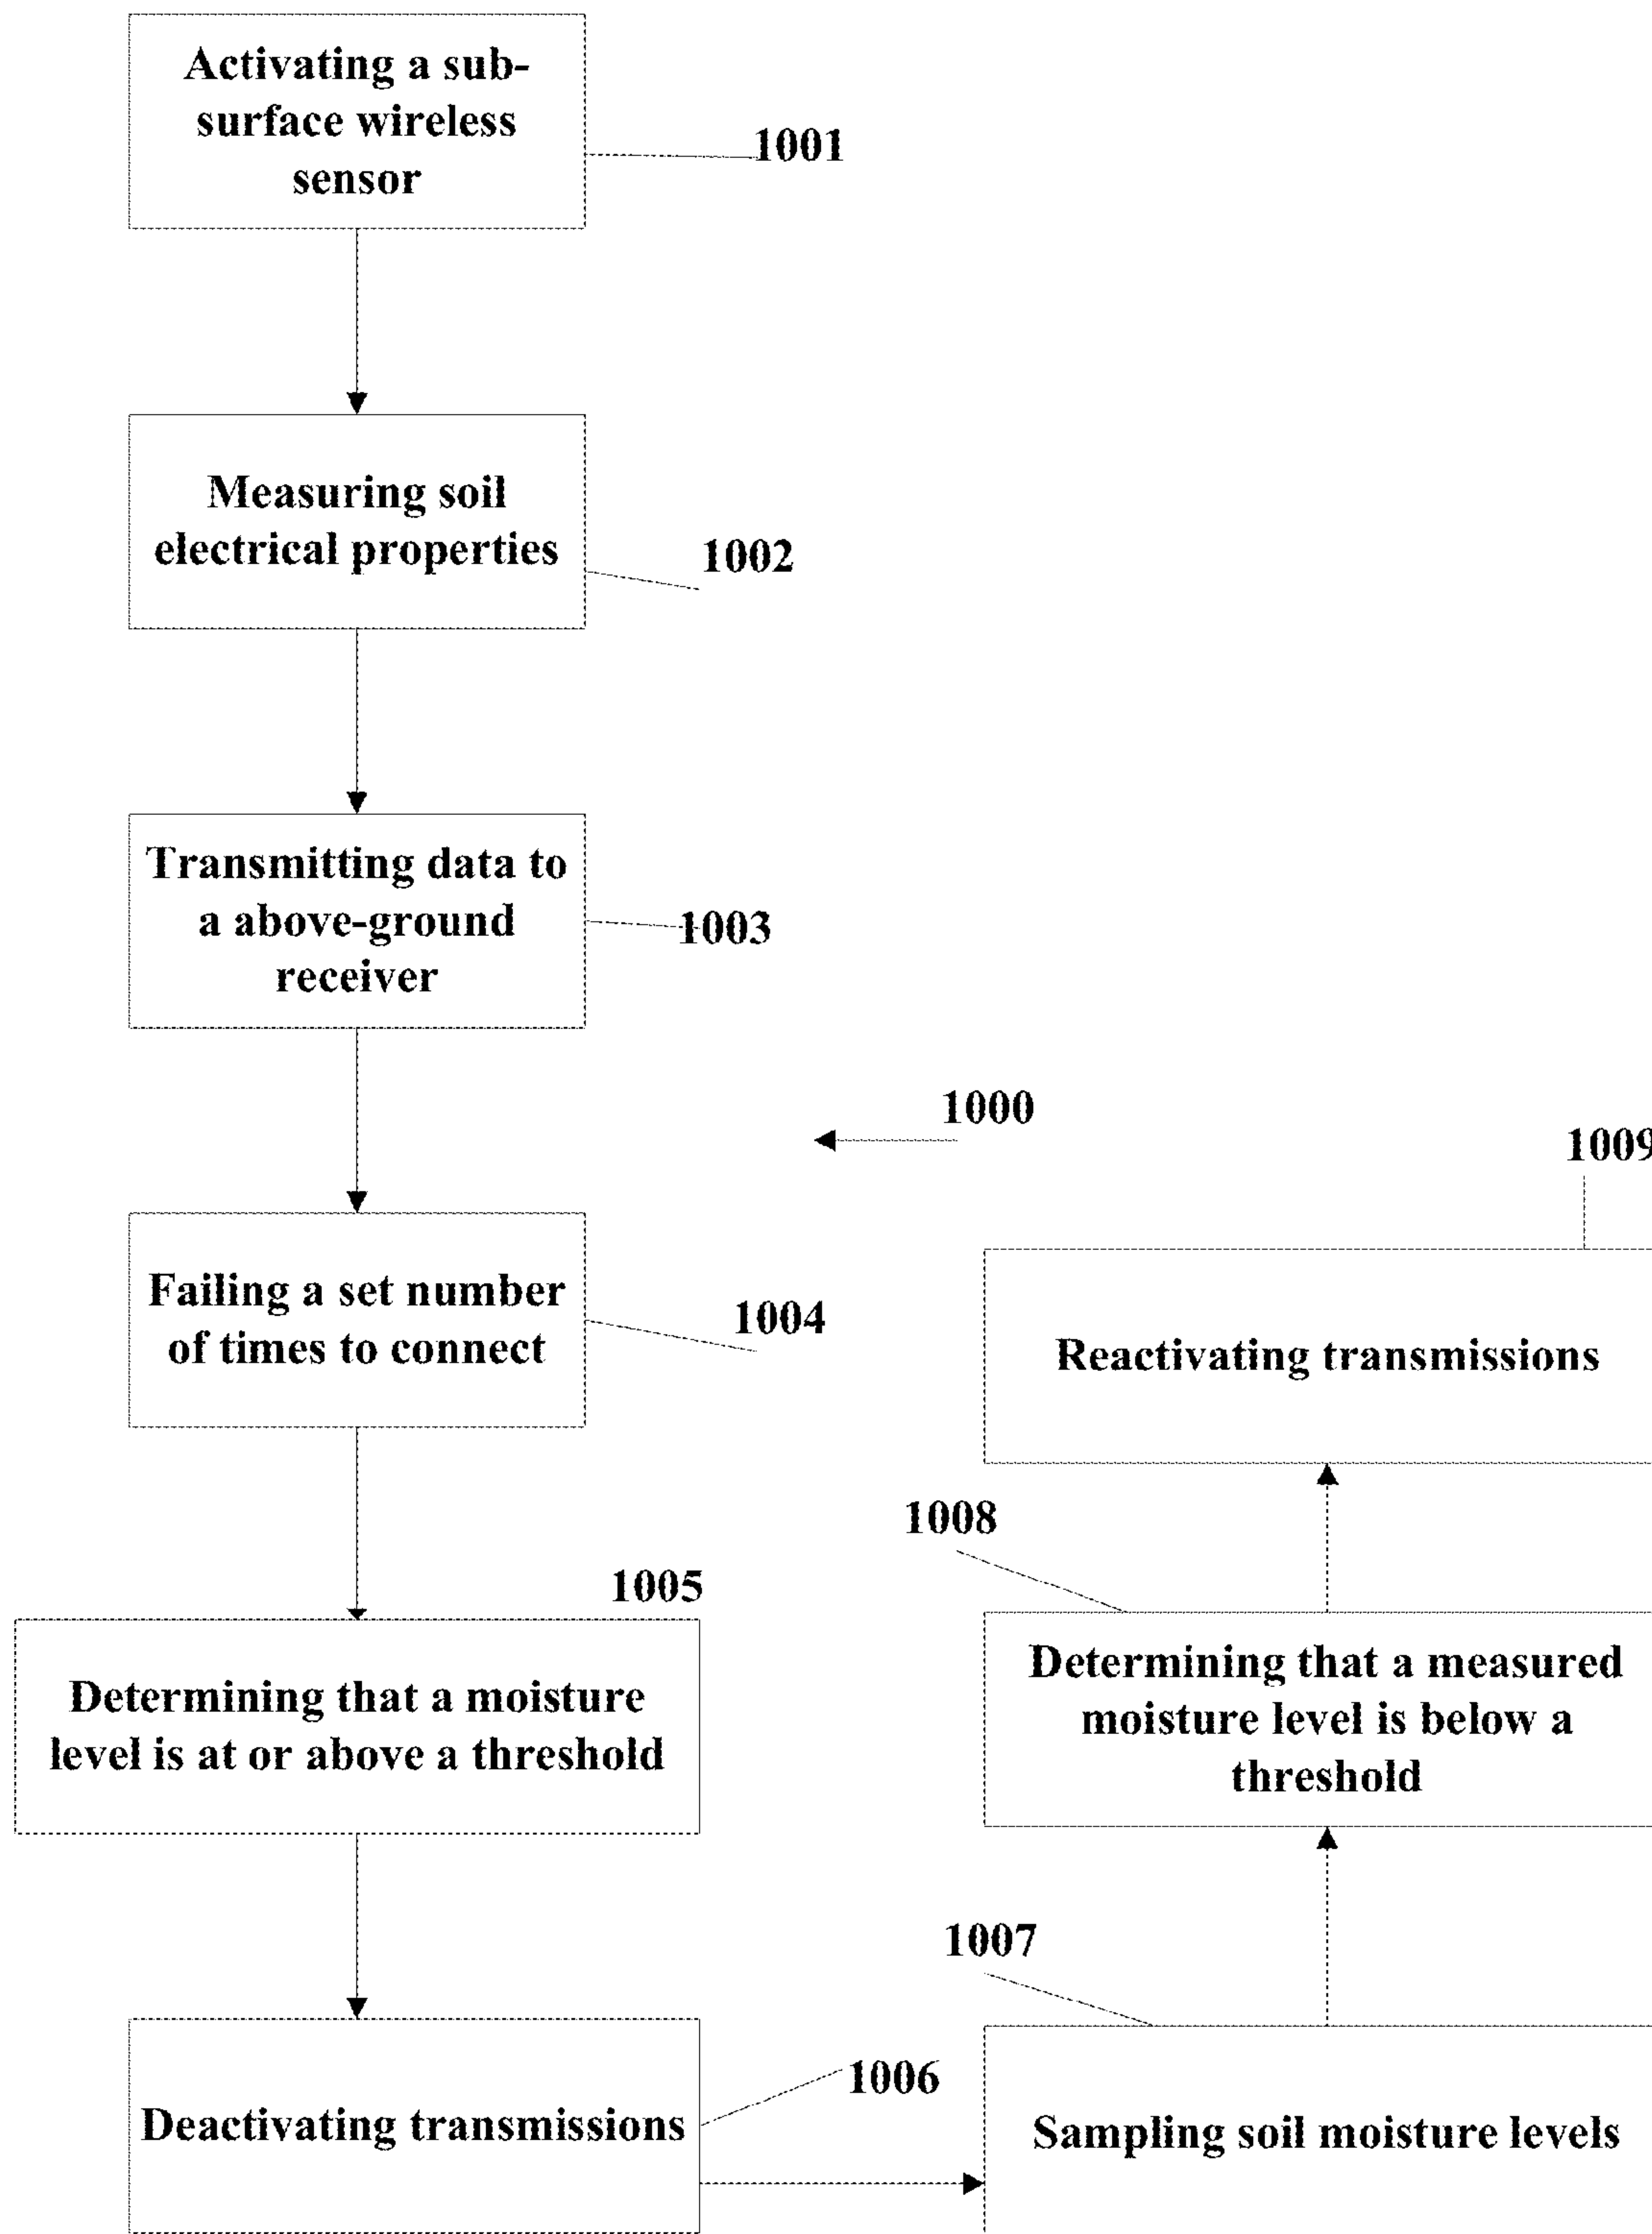 Activating a sub-
surface wireless
sensor
1001
Measuring soil
electrical properties
1002
Transmitting data to
a above-ground
receiver
1003
1000
Failing a set number
of times to connect
1004
1005
Determining that a moisture
level is at or above a threshold
Deactivating transmissions
1006
1007
Sampling soil moisture levels
1008
Determining that a measured
moisture level is below a
threshold
1009
Reactivating transmissions